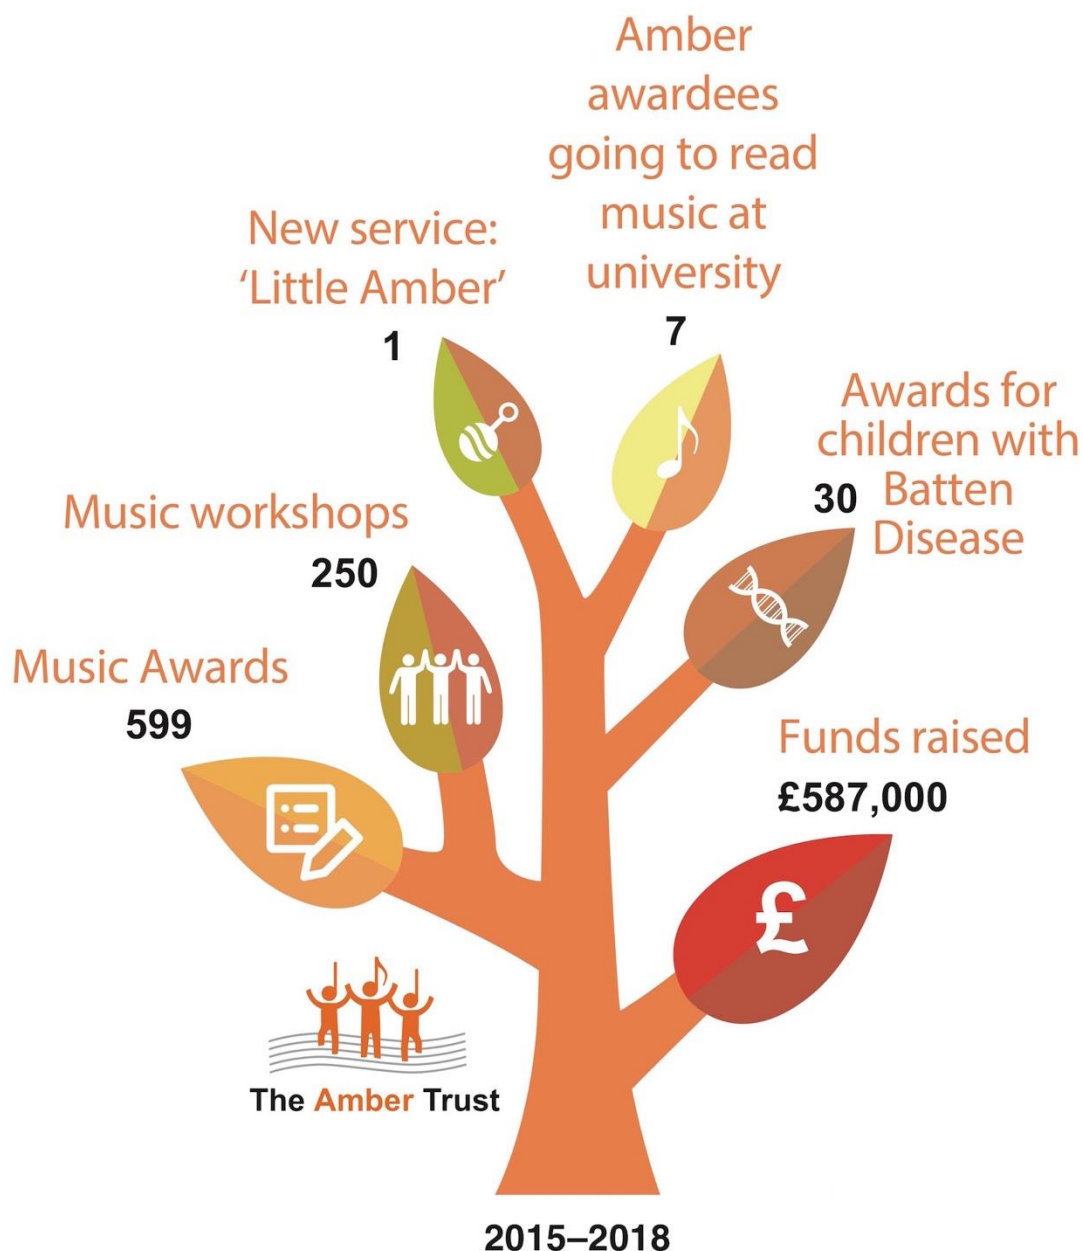 Amber
awardees
going to read
music at
university
7
New service:
‘Little Amber’
1
Awards for
children with
Batten
Disease
30
Music workshops
250
Music Awards
599
Funds raised
£587,000
£
The Amber Trust
2015–2018